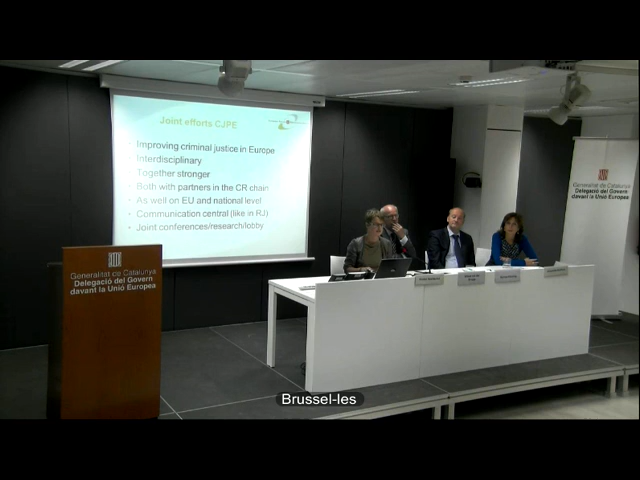 Joint efforts CJPE
Improving criminal justice in Europe
Interdisciplinary
Together stronger
Both with partners in the CR chain
As well on EU and national level
Communication central (like in RJ)
Joint conferences/research/lobby
Generalitat de Catalunya
Delegació del Govern
davant la Unió Europea
Generalitat de Catalunya
Delegació del Govern
davant la Unió Europea
Brussel-les